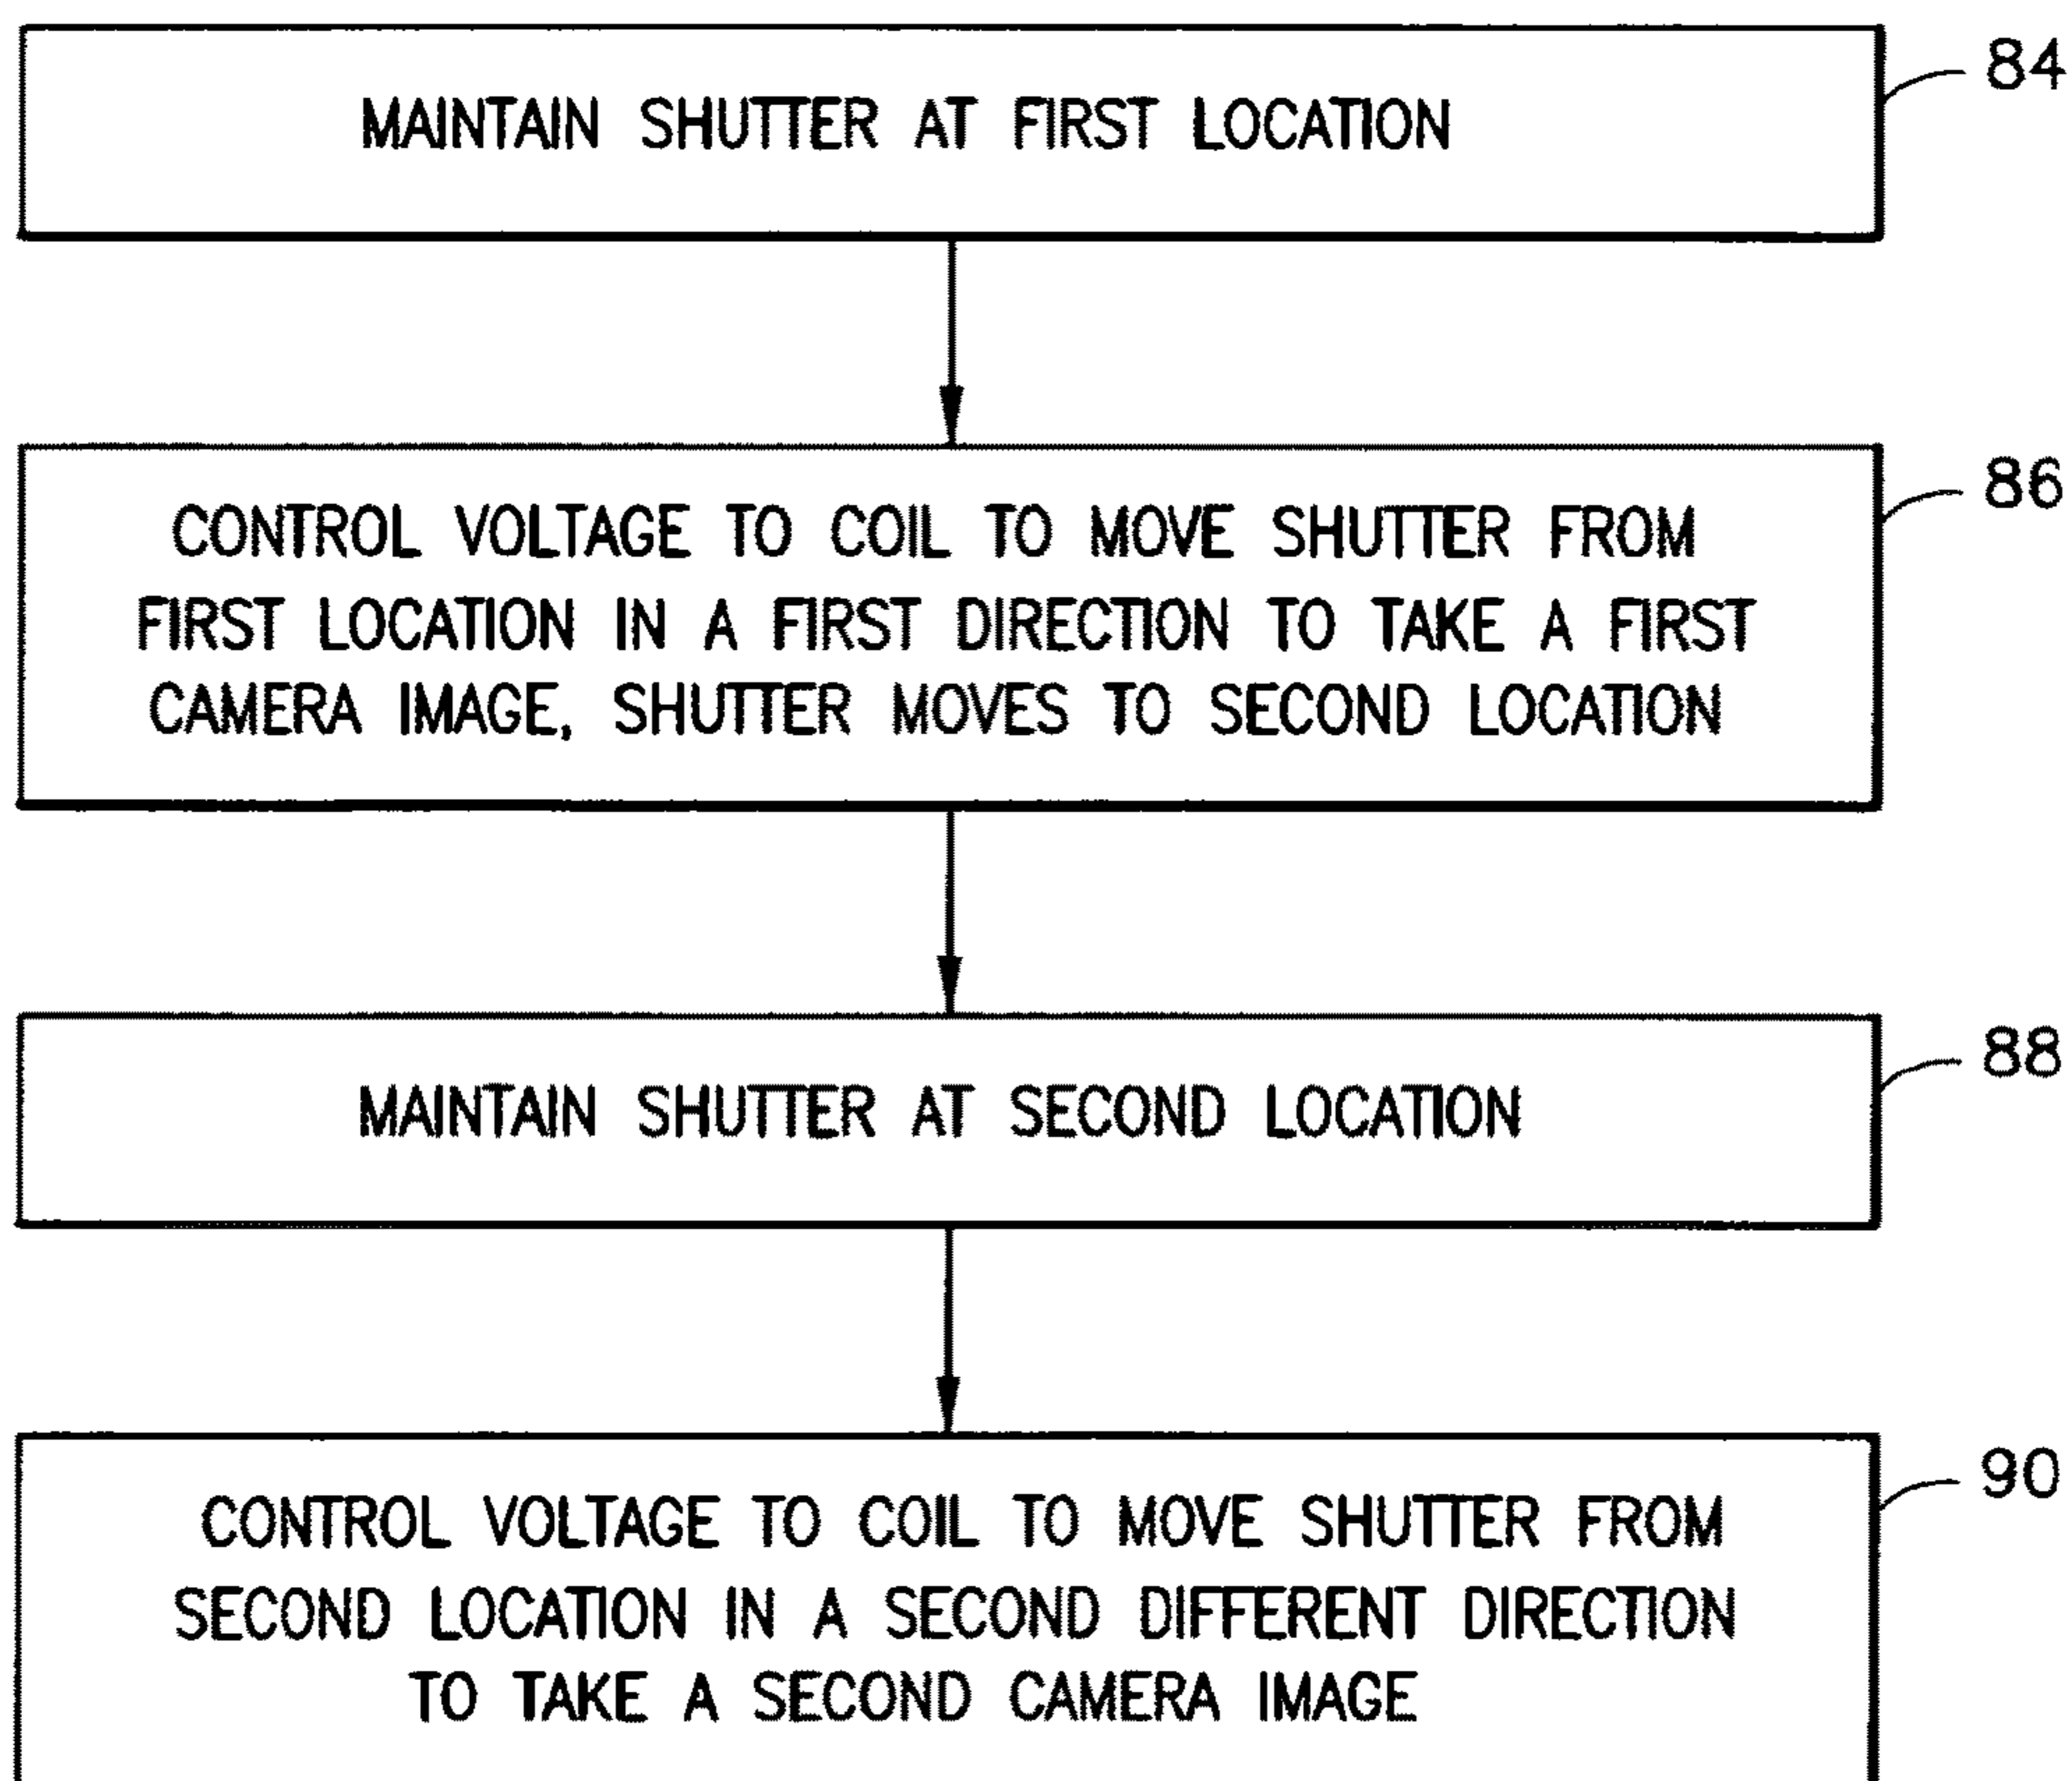 MAINTAIN SHUTTER AT FIRST LOCATION
84
CONTROL VOLTAGE TO COIL TO MOVE SHUTTER FROM
FIRST LOCATION IN A FIRST DIRECTION TO TAKE A FIRST
CAMERA IMAGE, SHUTTER MOVES TO SECOND LOCATION
86
MAINTAIN SHUTTER AT SECOND LOCATION
88
CONTROL VOLTAGE TO COIL TO MOVE SHUTTER FROM
SECOND LOCATION IN A SECOND DIFFERENT DIRECTION
TO TAKE A SECOND CAMERA IMAGE
90